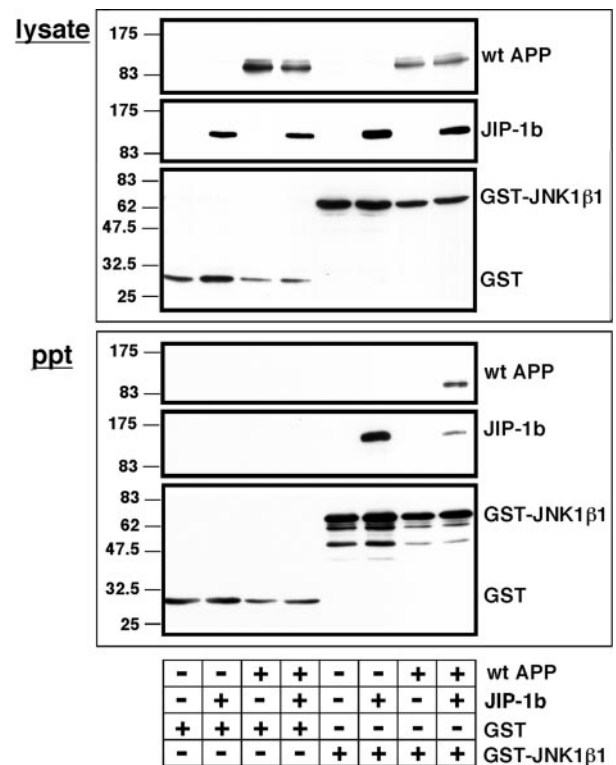 lysate
175
83
wt APP
175
83
JIP-1b
83
62
47.5
32.5
25
GST-JNK1β1
GST
ppt
175
83
wt APP
175
83
JIP-1b
83
62
47.5
32.5
25
GST-JNK1β1
GST
– – + + – – + + wt APP
– + – + – + – + JIP-1b
+ + + + – – – – GST
– – – – + + + + GST-JNK1β1